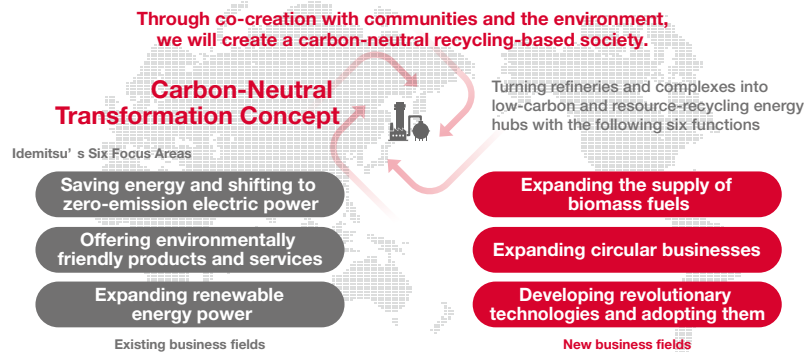 Through co-creation with communities and the environment,
we will create a carbon-neutral recycling-based society.
Carbon-Neutral
Transformation Concept
Turning refineries and complexes into
low-carbon and resource-recycling energy
hubs with the following six functions
Idemitsu’ s Six Focus Areas
Saving energy and shifting to
zero-emission electric power
Offering environmentally
friendly products and services
Expanding renewable
energy power
Existing business fields
Expanding the supply of
biomass fuels
Expanding circular businesses
Developing revolutionary
technologies and adopting them
New business fields